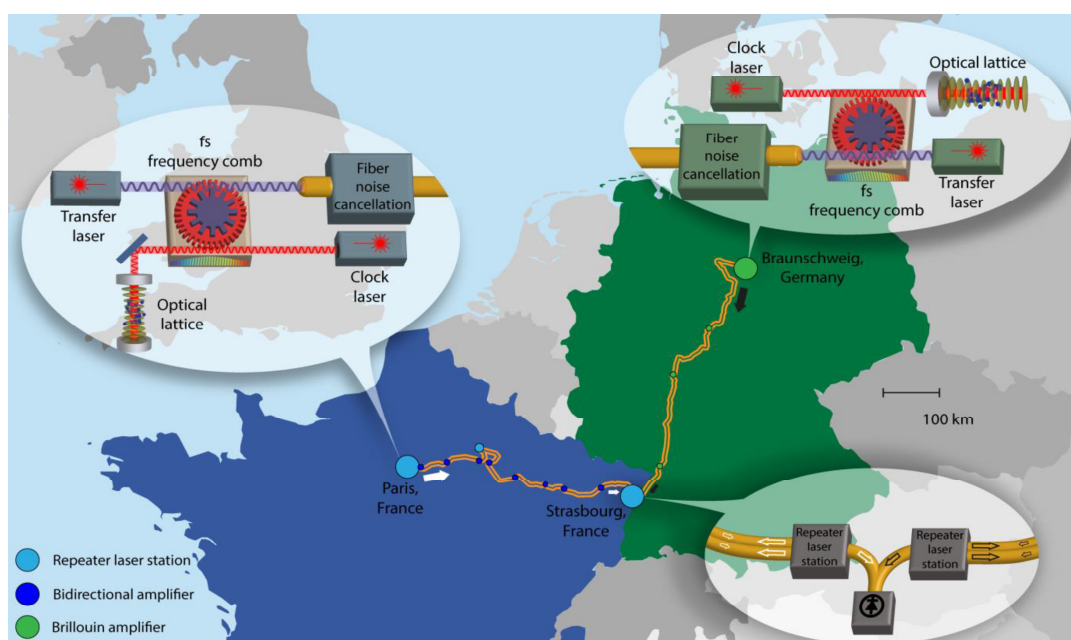 fs
frequency comb
Transfer
laser
Fiber
noise
cancellation
Clock
laser
Optical
lattice
Clock
laser
Optical lattice
Fiber
noise
cancellation
fs
frequency comb
Transfer
laser
Braunschweig,
Germany
100 km
Paris,
France
Strasbourg,
France
Repeater
laser
station
Repeater
laser
station
Repeater laser station
Bidirectional amplifier
Brillouin amplifier